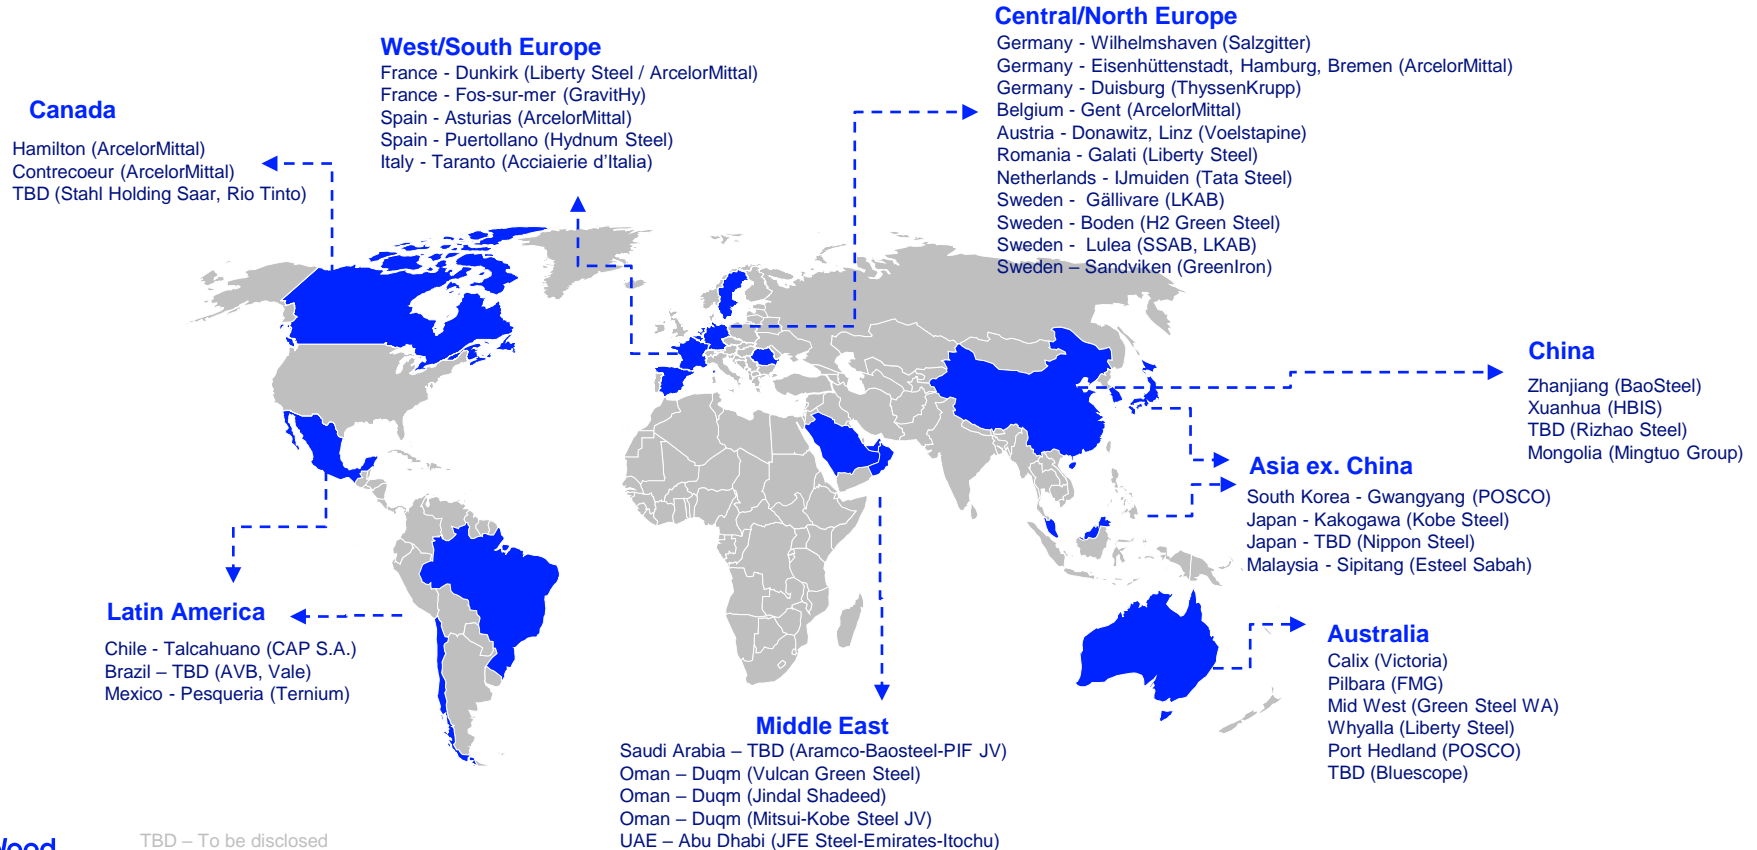 Central/North Europe
Germany - Wilhelmshaven (Salzgitter)
Germany - Eisenhüttenstadt, Hamburg, Bremen (ArcelorMittal)
Germany - Duisburg (ThyssenKrupp)
Belgium - Gent (ArcelorMittal)
Austria - Donawitz, Linz (Voelstapine)
Romania - Galati (Liberty Steel)
Netherlands - IJmuiden (Tata Steel)
Sweden - Gällivare (LKAB)
Sweden - Boden (H2 Green Steel)
Sweden - Lulea (SSAB, LKAB)
Sweden – Sandviken (GreenIron)
West/South Europe
France - Dunkirk (Liberty Steel / ArcelorMittal)
France - Fos-sur-mer (GravitHy)
Spain - Asturias (ArcelorMittal)
Spain - Puertollano (Hydnum Steel)
Italy - Taranto (Acciaierie d'Italia)
Canada
Hamilton (ArcelorMittal)
Contrecoeur (ArcelorMittal)
TBD (Stahl Holding Saar, Rio Tinto)
China
Zhanjiang (BaoSteel)
Xuanhua (HBIS)
TBD (Rizhao Steel)
Mongolia (Mingtuo Group)
Asia ex. China
South Korea - Gwangyang (POSCO)
Japan - Kakogawa (Kobe Steel)
Japan - TBD (Nippon Steel)
Malaysia - Sipitang (Esteel Sabah)
Latin America
Chile - Talcahuano (CAP S.A.)
Brazil – TBD (AVB, Vale)
Mexico - Pesqueria (Ternium)
Australia
Calix (Victoria)
Pilbara (FMG)
Mid West (Green Steel WA)
Whyalla (Liberty Steel)
Port Hedland (POSCO)
TBD (Bluescope)
Middle East
Saudi Arabia – TBD (Aramco-Baosteel-PIF JV)
Oman – Duqm (Vulcan Green Steel)
Oman – Duqm (Jindal Shadeed)
Oman – Duqm (Mitsui-Kobe Steel JV)
UAE – Abu Dhabi (JFE Steel-Emirates-Itochu)
TBD – To be disclosed